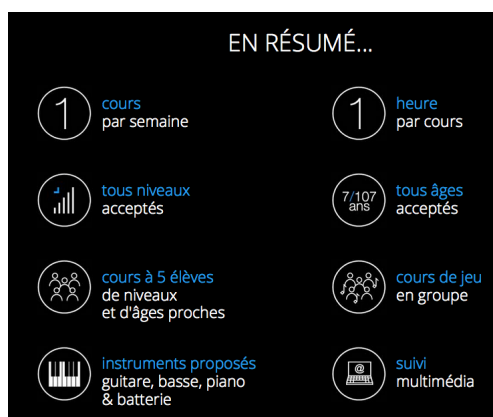 EN RÉSUMÉ...
1
cours
par semaine
1
heure
par cours
tous niveaux
acceptés
7/107
ans
tous âges
acceptés
cours à 5 élèves
de niveaux
et d'âges proches
cours de jeu
en groupe
instruments proposés
guitare, basse, piano
& batterie
@
suivi
multimédia